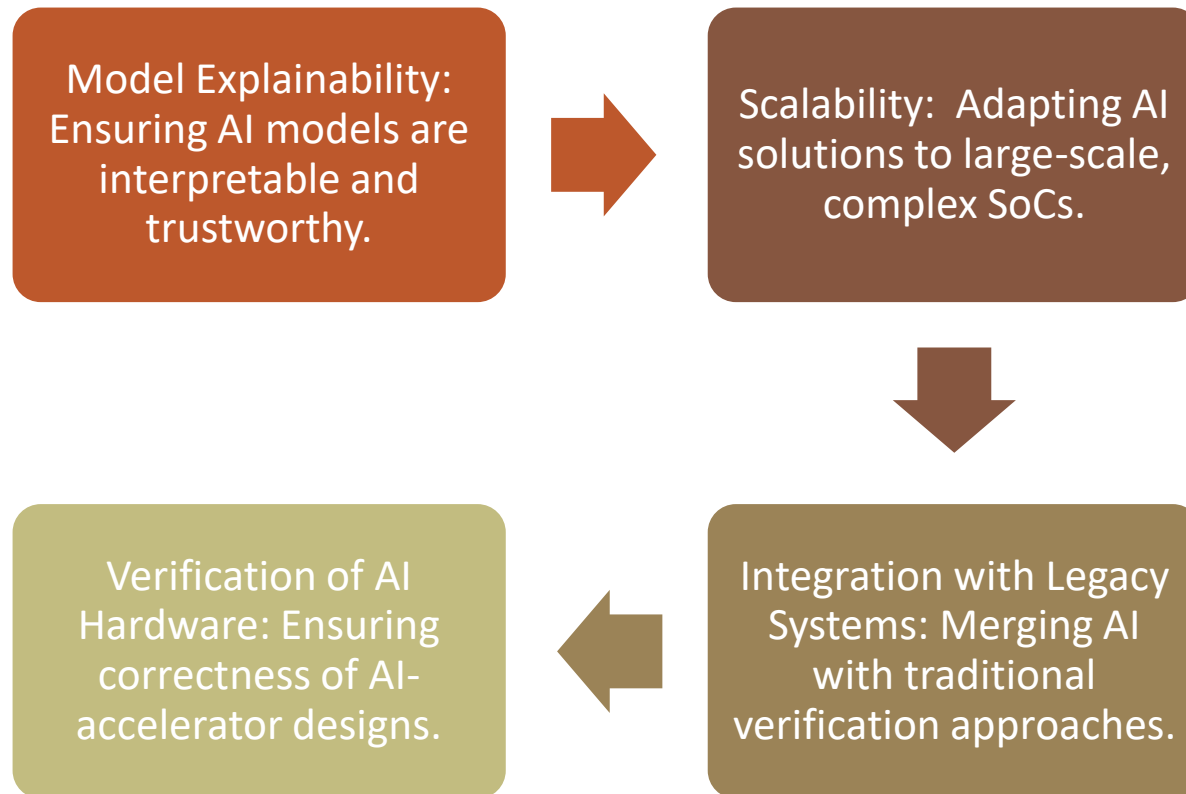 Model Explainability:
Ensuring AI models are
interpretable and
trustworthy.
Scalability:  Adapting AI
solutions to large-scale,
complex SoCs.
Integration with Legacy
Systems: Merging AI
with traditional
verification approaches.
Verification of AI
Hardware: Ensuring
correctness of AI-
accelerator designs.